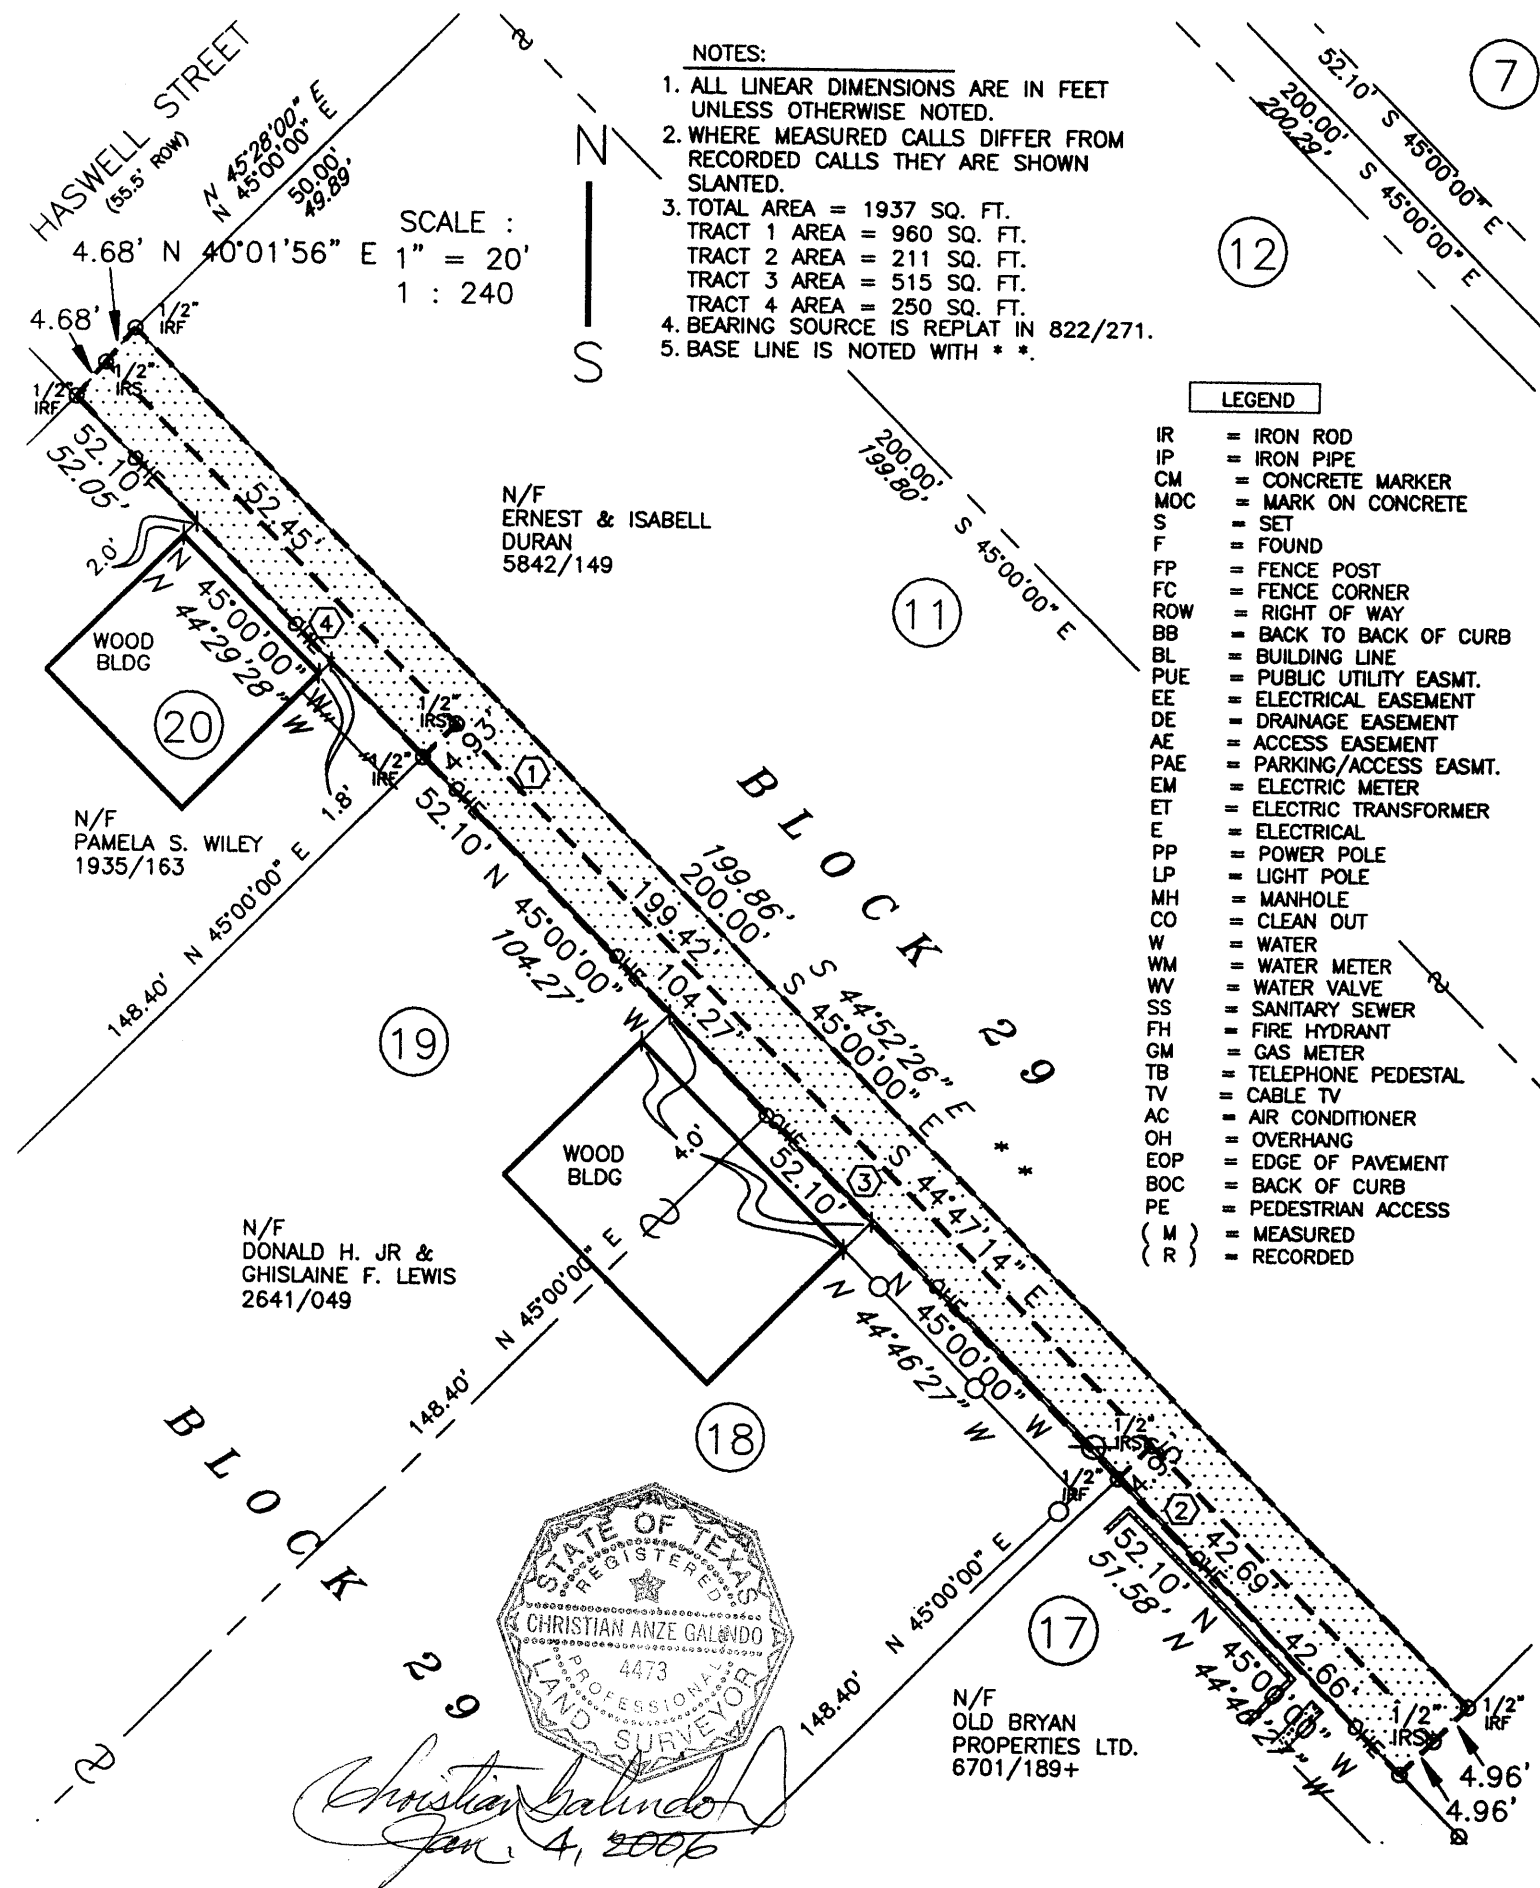 HASWELL STREET
(55.5' ROW)
N 45°28'00" E
N 45°00'00" E
50.00'
49.89'
4.68' N 40°01'56" E
SCALE :
1" = 20'
1 : 240
N
S
NOTES:
1. ALL LINEAR DIMENSIONS ARE IN FEET
UNLESS OTHERWISE NOTED.
2. WHERE MEASURED CALLS DIFFER FROM
RECORDED CALLS THEY ARE SHOWN
SLANTED.
3. TOTAL AREA = 1937 SQ. FT.
TRACT 1 AREA = 960 SQ. FT.
TRACT 2 AREA = 211 SQ. FT.
TRACT 3 AREA = 515 SQ. FT.
TRACT 4 AREA = 250 SQ. FT.
4. BEARING SOURCE IS REPLAT IN 822/271.
5. BASE LINE IS NOTED WITH * *.
52.10' S 45°00'00" E
200.00' S 45°00'00" E
200.29'
7
12
LEGEND
IR = IRON ROD
IP = IRON PIPE
CM = CONCRETE MARKER
MOC = MARK ON CONCRETE
S = SET
F = FOUND
FP = FENCE POST
FC = FENCE CORNER
ROW = RIGHT OF WAY
BB = BACK TO BACK OF CURB
BL = BUILDING LINE
PUE = PUBLIC UTILITY EASMT.
EE = ELECTRICAL EASEMENT
DE = DRAINAGE EASEMENT
AE = ACCESS EASEMENT
PAE = PARKING/ACCESS EASMT.
EM = ELECTRIC METER
ET = ELECTRIC TRANSFORMER
E = ELECTRICAL
PP = POWER POLE
LP = LIGHT POLE
MH = MANHOLE
CO = CLEAN OUT
W = WATER
WM = WATER METER
WV = WATER VALVE
SS = SANITARY SEWER
FH = FIRE HYDRANT
GM = GAS METER
TB = TELEPHONE PEDESTAL
TV = CABLE TV
AC = AIR CONDITIONER
OH = OVERHANG
EOP = EDGE OF PAVEMENT
BOC = BACK OF CURB
PE = PEDESTRIAN ACCESS
( M ) = MEASURED
( R ) = RECORDED
4.68'
1/2"
IRF
1/2"
IRS
1/2"
IRF
52.10'
52.05'
OHE
52.45'
2.0'
N 45°00'00" W
N 44°29'28" W
OHE
4
WOOD
BLDG
20
N/F
ERNEST & ISABELL
DURAN
5842/149
200.00' S 45°00'00" E
199.80'
11
1/2"
IRS
4.93'
1
1/2"
IRF
1.8'
N/F
PAMELA S. WILEY
1935/163
148.40' N 45°00'00" E
OHE
52.10' N 45°00'00" W
104.27'
199.42'
104.27'
OHE
199.86' S 44°52'26" E
200.00' S 45°00'00" E
* *
BLOCK 29
19
WOOD
BLDG
4.0'
OHE
52.10'
3
S 44°47'14" E
N/F
DONALD H. JR &
GHISLAINE F. LEWIS
2641/049
148.40' N 45°00'00" E
OHE
N 45°00'00" W
N 44°46'27" W
18
BLOCK 29
1/2"
IRS
1/2"
IRF
2
42.69'
OHE
52.10' N 45°00'00" W
51.58' N 44°46'27" W
42.66'
OHE
1/2"
IRS
1/2"
IRF
4.96'
4.96'
17
148.40' N 45°00'00" E
N/F
OLD BRYAN
PROPERTIES LTD.
6701/189+
STATE OF TEXAS
REGISTERED
CHRISTIAN ANZE GALINDO
4473
PROFESSIONAL
LAND SURVEYOR
Christian Galindo
Jan. 4, 2006